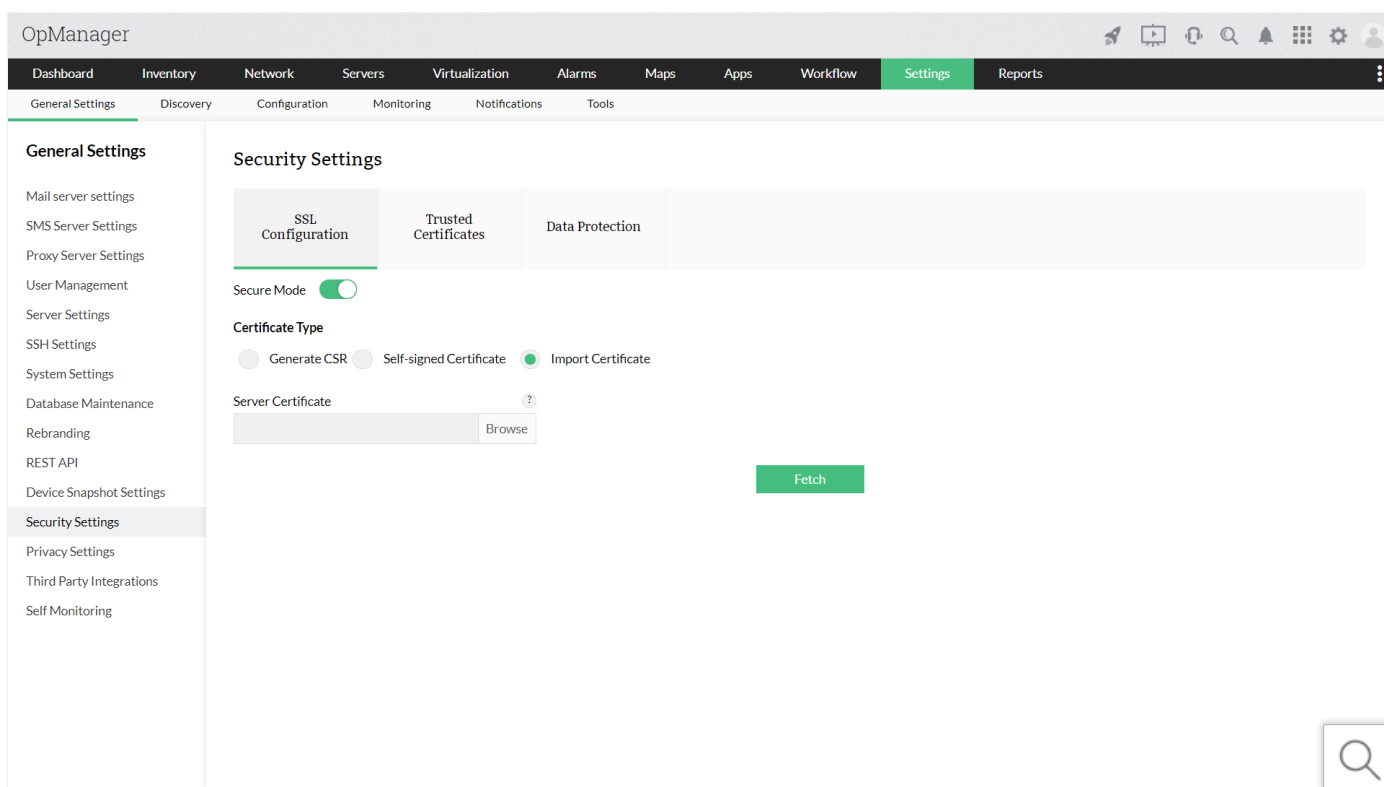 OpManager
Dashboard Inventory Network Servers Virtualization Alarms Maps Apps Workflow Settings Reports
General Settings Discovery Configuration Monitoring Notifications Tools
General Settings
Mail server settings
SMS Server Settings
Proxy Server Settings
User Management
Server Settings
SSH Settings
System Settings
Database Maintenance
Rebranding
REST API
Device Snapshot Settings
Security Settings
Privacy Settings
Third Party Integrations
Self Monitoring
Security Settings
SSL
Configuration
Trusted
Certificates
Data Protection
Secure Mode
Certificate Type
Generate CSR Self-signed Certificate Import Certificate
Server Certificate ?
Browse
Fetch